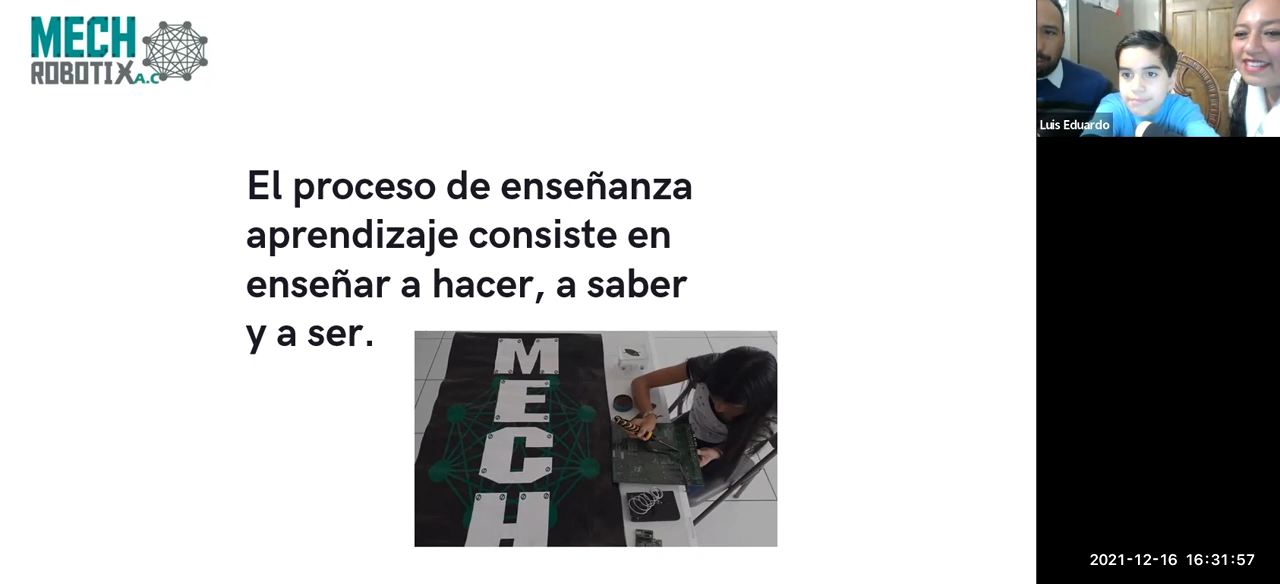 MECH
ROBOTIX A.C
El proceso de enseñanza
aprendizaje consiste en
enseñar a hacer, a saber
y a ser.
M
E
C
H
Luis Eduardo
2021-12-16 16:31:57